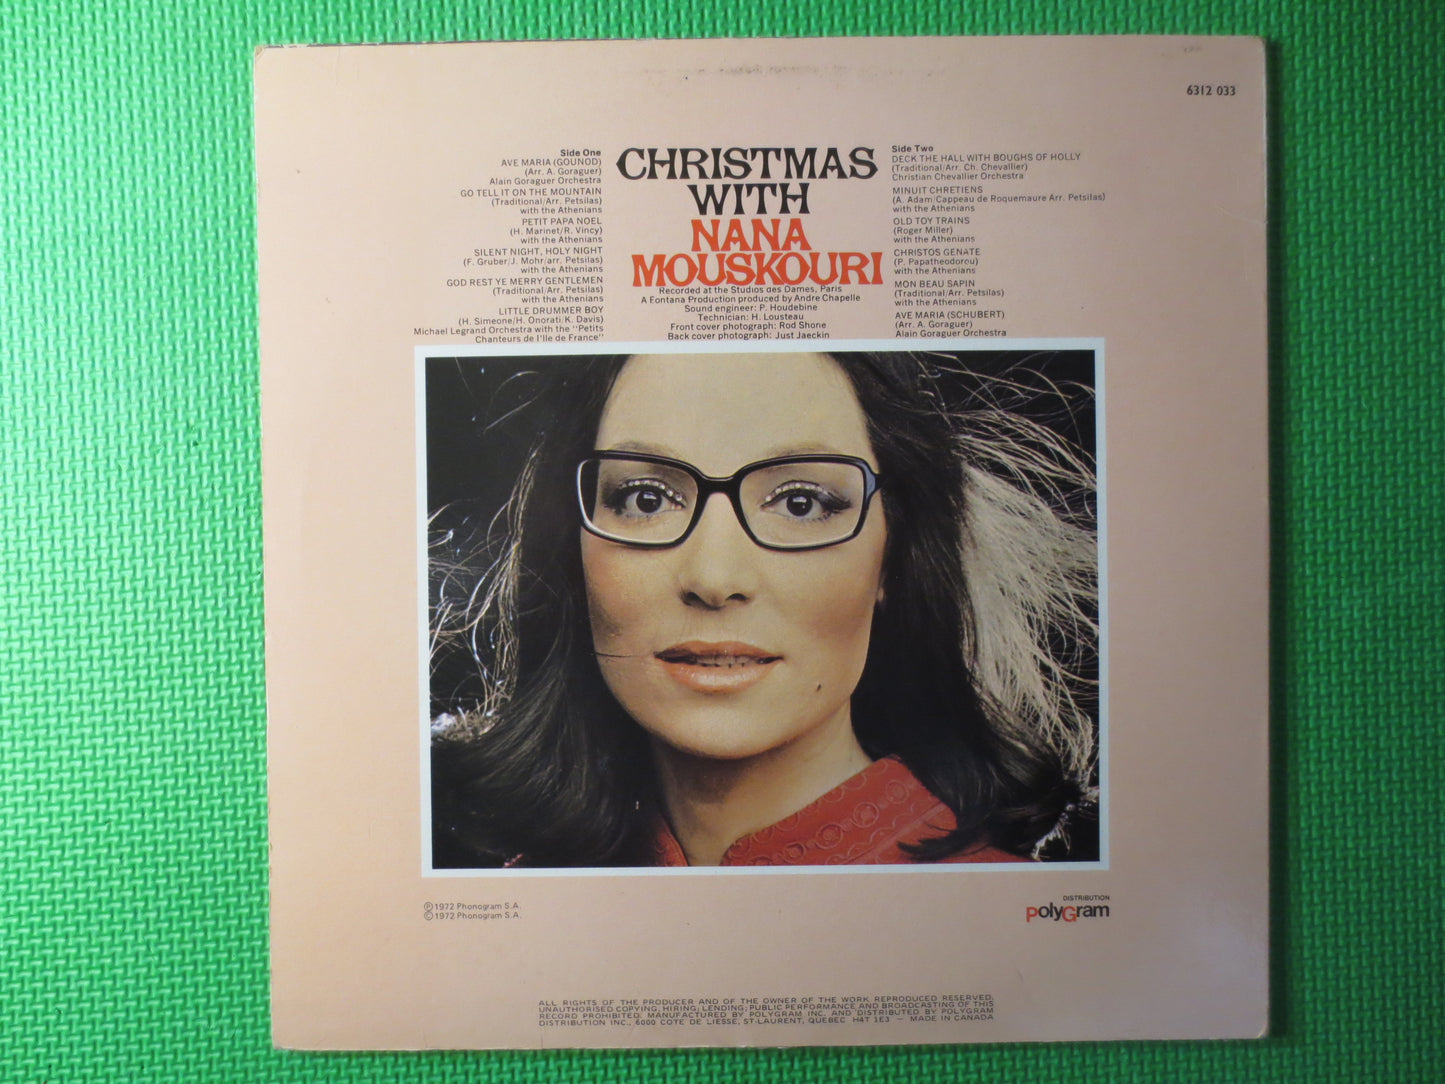 6312 033
Side One
AVE MARIA (GOUNOD)
(Arr. A. Goraguer)
Alain Goraguer Orchestra
GO TELL IT ON THE MOUNTAIN
(Traditional/Arr. Petsilas)
with the Athenians
PETIT PAPA NOEL
(H. Marinet/R. Vincy)
with the Athenians
SILENT NIGHT, HOLY NIGHT
(F. Gruber/J. Mohr/arr. Petsilas)
with the Athenians
GOD REST YE MERRY GENTLEMEN
(Traditional/Arr. Petsilas)
with the Athenians
LITTLE DRUMMER BOY
(H. Simeone/H. Onorati/K. Davis)
Michael Legrand Orchestra with the "Petits
Chanteurs de l'Ile de France"
CHRISTMAS
WITH
NANA
MOUSKOURI
Recorded at the Studios des Dames, Paris
A Fontana Production produced by Andre Chapelle
Sound engineer: P. Houdebine
Technician: H. Lousteau
Front cover photograph: Rod Shone
Back cover photograph: Just Jaeckin
Side Two
DECK THE HALL WITH BOUGHS OF HOLLY
(Traditional/Arr. Ch. Chevallier)
Christian Chevallier Orchestra
MINUIT CHRETIENS
(A. Adam/Cappeau de Roquemaure Arr. Petsilas)
with the Athenians
OLD TOY TRAINS
(Roger Miller)
with the Athenians
CHRISTOS GENATE
(P. Papatheodorou)
with the Athenians
MON BEAU SAPIN
(Traditional/Arr. Petsilas)
with the Athenians
AVE MARIA (SCHUBERT)
(Arr. A. Goraguer)
Alain Goraguer Orchestra
Ⓟ 1972 Phonogram S.A.
© 1972 Phonogram S.A.
DISTRIBUTION
PolyGram
ALL RIGHTS OF THE PRODUCER AND OF THE OWNER OF THE WORK REPRODUCED RESERVED.
UNAUTHORISED COPYING, HIRING, LENDING, PUBLIC PERFORMANCE AND BROADCASTING OF THIS
RECORD PROHIBITED. MANUFACTURED BY POLYGRAM INC. AND DISTRIBUTED BY POLYGRAM
DISTRIBUTION INC., 6000 COTE DE LIESSE, ST-LAURENT, QUEBEC H4T 1E3 — MADE IN CANADA